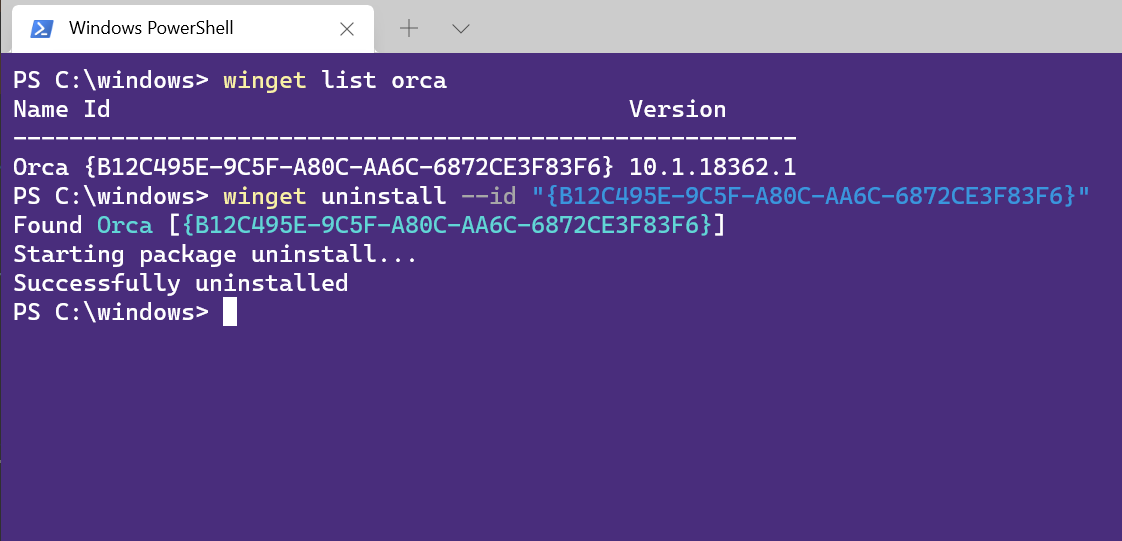 Windows PowerShell
PS C:\windows> winget list orca
Name Id                                     Version
--------------------------------------------------------
Orca {B12C495E-9C5F-A80C-AA6C-6872CE3F83F6} 10.1.18362.1
PS C:\windows> winget uninstall --id "{B12C495E-9C5F-A80C-AA6C-6872CE3F83F6}"
Found Orca [{B12C495E-9C5F-A80C-AA6C-6872CE3F83F6}]
Starting package uninstall...
Successfully uninstalled
PS C:\windows>